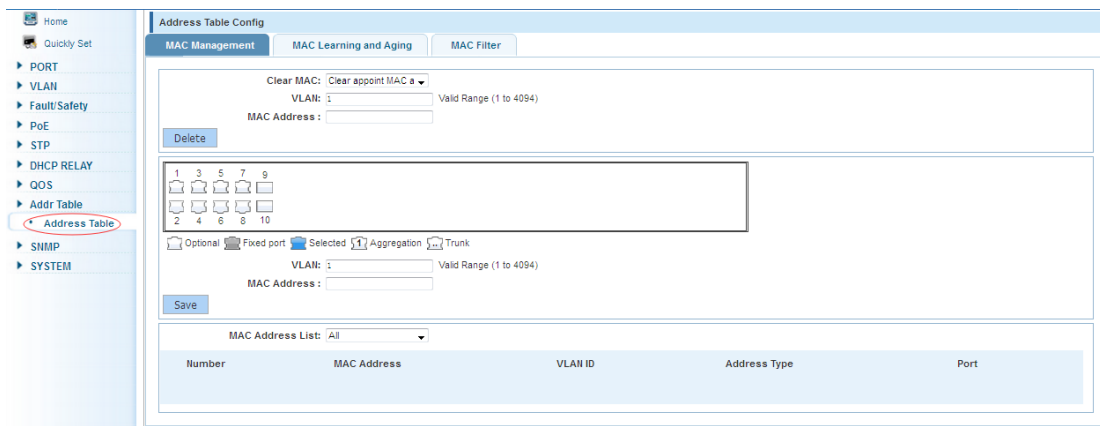 Home
Quickly Set
PORT
VLAN
Fault/Safety
PoE
STP
DHCP RELAY
QOS
Addr Table
Address Table
SNMP
SYSTEM
Address Table Config
MAC Management MAC Learning and Aging MAC Filter
Clear MAC: Clear appoint MAC a
VLAN: 1 Valid Range (1 to 4094)
MAC Address :
Delete
1 3 5 7 9
2 4 6 8 10
Optional Fixed port Selected 1 Aggregation ... Trunk
VLAN: 1 Valid Range (1 to 4094)
MAC Address :
Save
MAC Address List: All
Number MAC Address VLAN ID Address Type Port